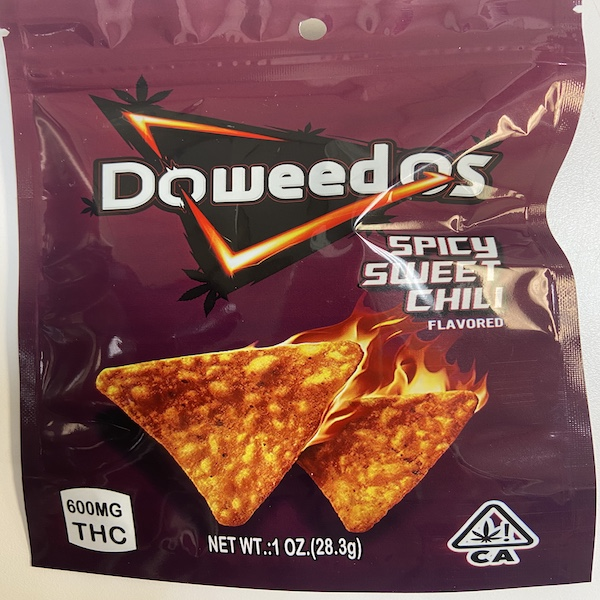 Doweedos
SPICY
SWEET
CHILI
FLAVORED
600MG
THC
NET WT.:1 OZ.(28.3g)
!
CA